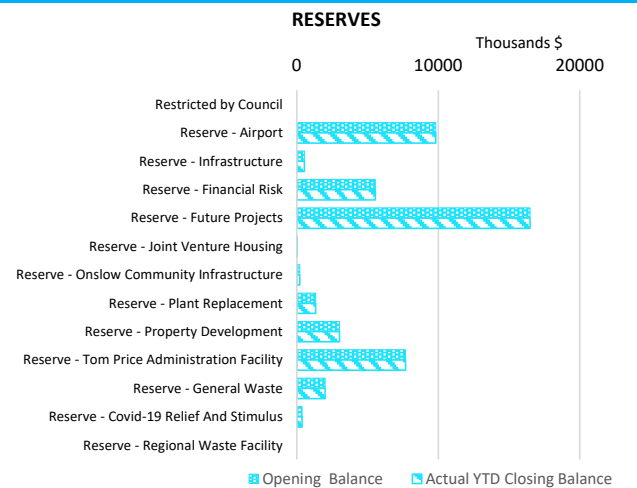 RESERVES
Thousands $
0 10000 20000
Restricted by Council
Reserve - Airport
Reserve - Infrastructure
Reserve - Financial Risk
Reserve - Future Projects
Reserve - Joint Venture Housing
Reserve - Onslow Community Infrastructure
Reserve - Plant Replacement
Reserve - Property Development
Reserve - Tom Price Administration Facility
Reserve - General Waste
Reserve - Covid-19 Relief And Stimulus
Reserve - Regional Waste Facility
Opening Balance Actual YTD Closing Balance